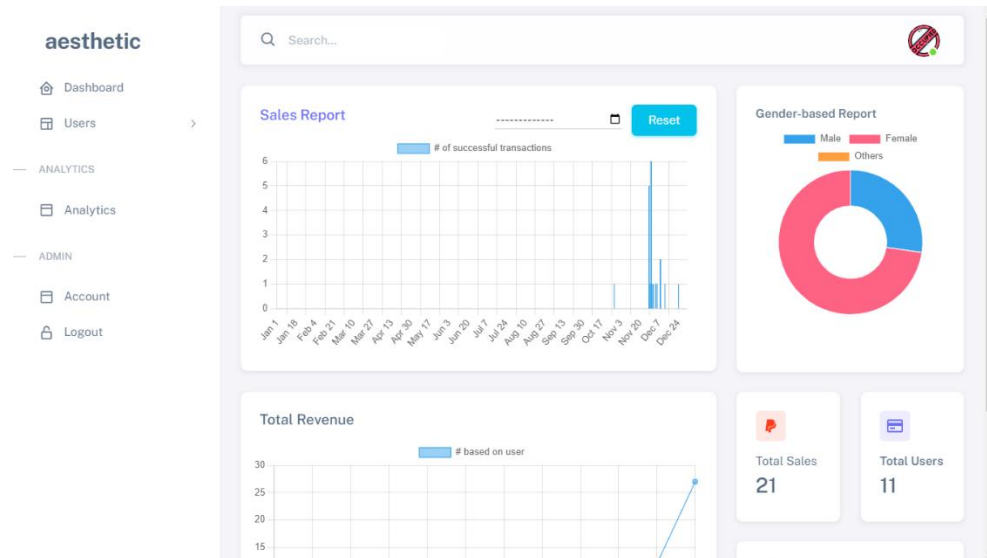 aesthetic
Dashboard
Users
ANALYTICS
Analytics
ADMIN
Account
Logout
Search...
Sales Report
-------------
Reset
# of successful transactions
6
5
4
3
2
1
0
Jan 1 Jan 18 Feb 4 Feb 21 Mar 10 Mar 27 Apr 13 Apr 30 May 17 Jun 3 Jun 20 Jul 7 Jul 24 Aug 10 Aug 27 Sep 13 Sep 30 Oct 17 Nov 3 Nov 20 Dec 7 Dec 24
Gender-based Report
Male Female
Others
Total Revenue
# based on user
30
25
20
15
Total Sales
21
Total Users
11